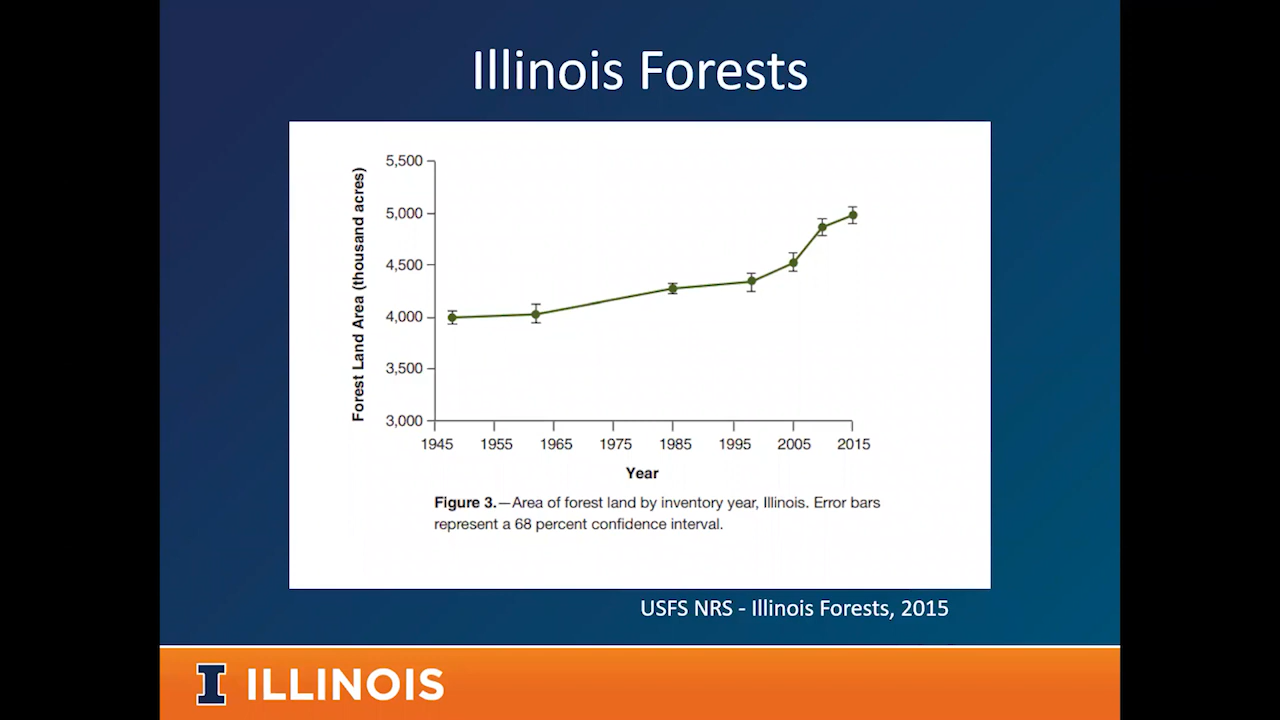 Illinois Forests
5,500
5,000
4,500
4,000
3,500
3,000
Forest Land Area (thousand acres)
1945 1955 1965 1975 1985 1995 2005 2015
Year
Figure 3.—Area of forest land by inventory year, Illinois. Error bars
represent a 68 percent confidence interval.
USFS NRS - Illinois Forests, 2015
I ILLINOIS